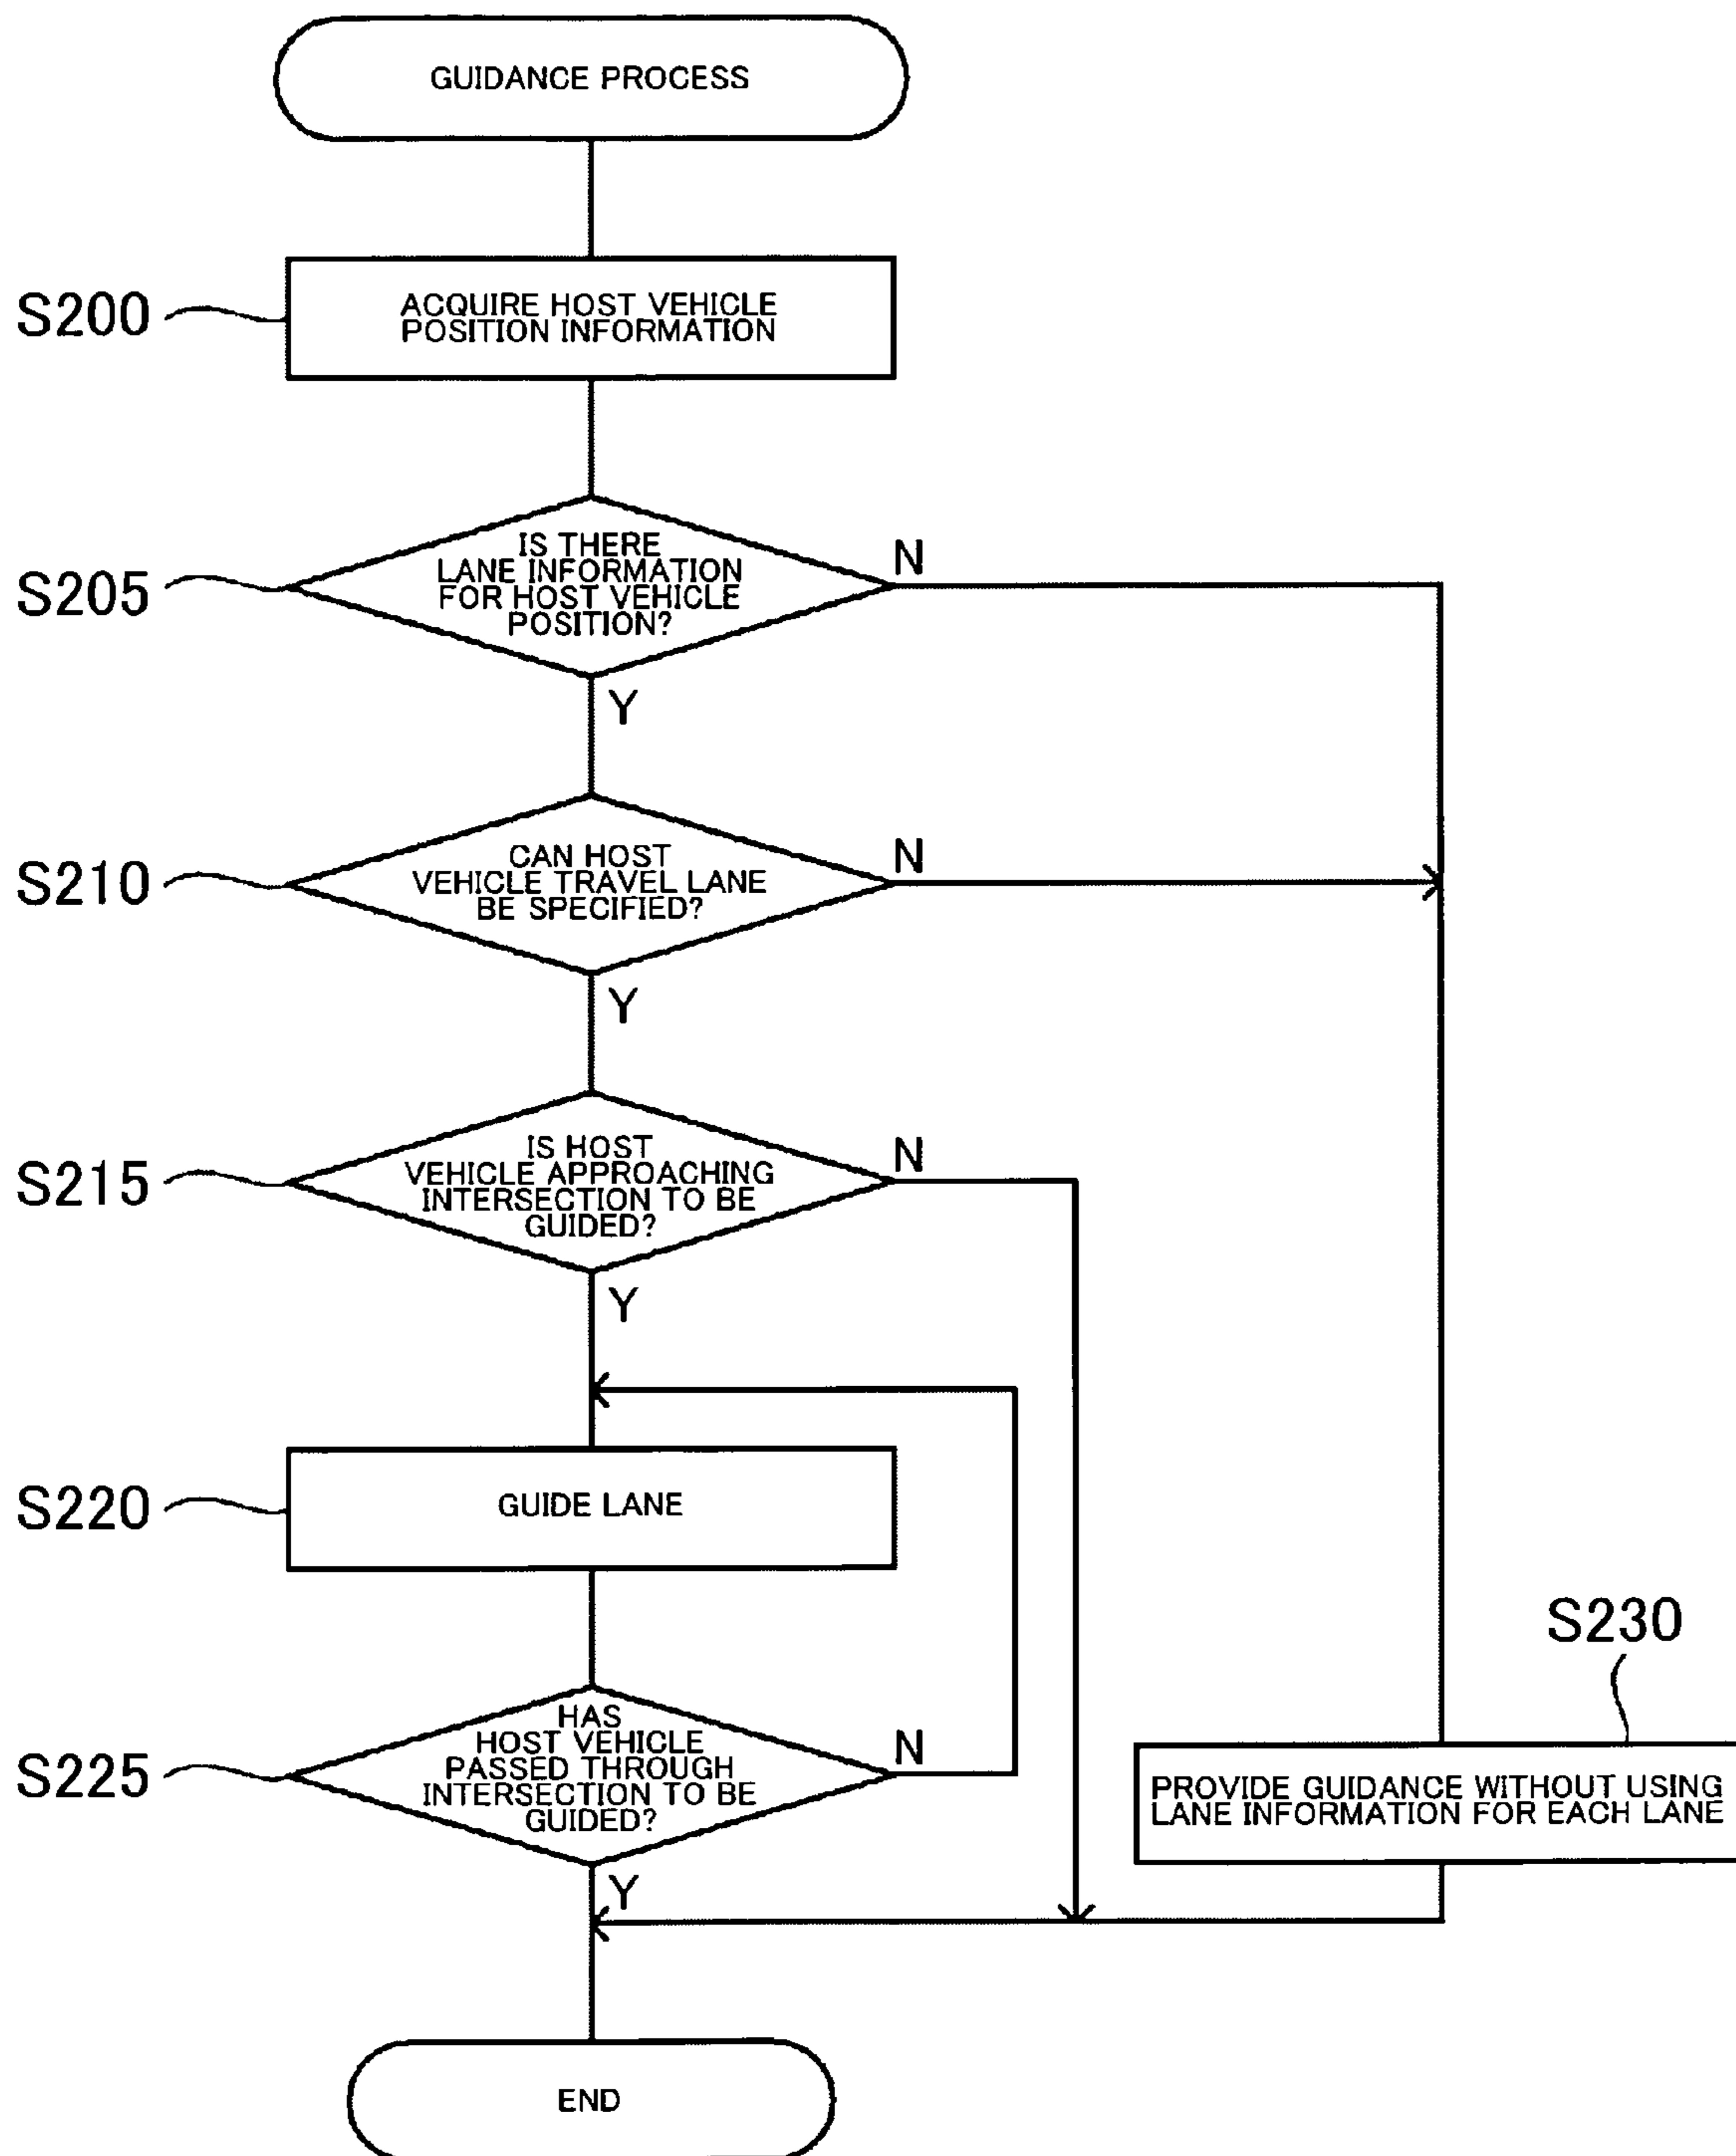 GUIDANCE PROCESS
S200
ACQUIRE HOST VEHICLE
POSITION INFORMATION
S205
IS THERE
LANE INFORMATION
FOR HOST VEHICLE
POSITION?
N
Y
S210
CAN HOST
VEHICLE TRAVEL LANE
BE SPECIFIED?
N
Y
S215
IS HOST
VEHICLE APPROACHING
INTERSECTION TO BE
GUIDED?
N
Y
S220
GUIDE LANE
S225
HAS
HOST VEHICLE
PASSED THROUGH
INTERSECTION TO BE
GUIDED?
N
Y
S230
PROVIDE GUIDANCE WITHOUT USING
LANE INFORMATION FOR EACH LANE
END